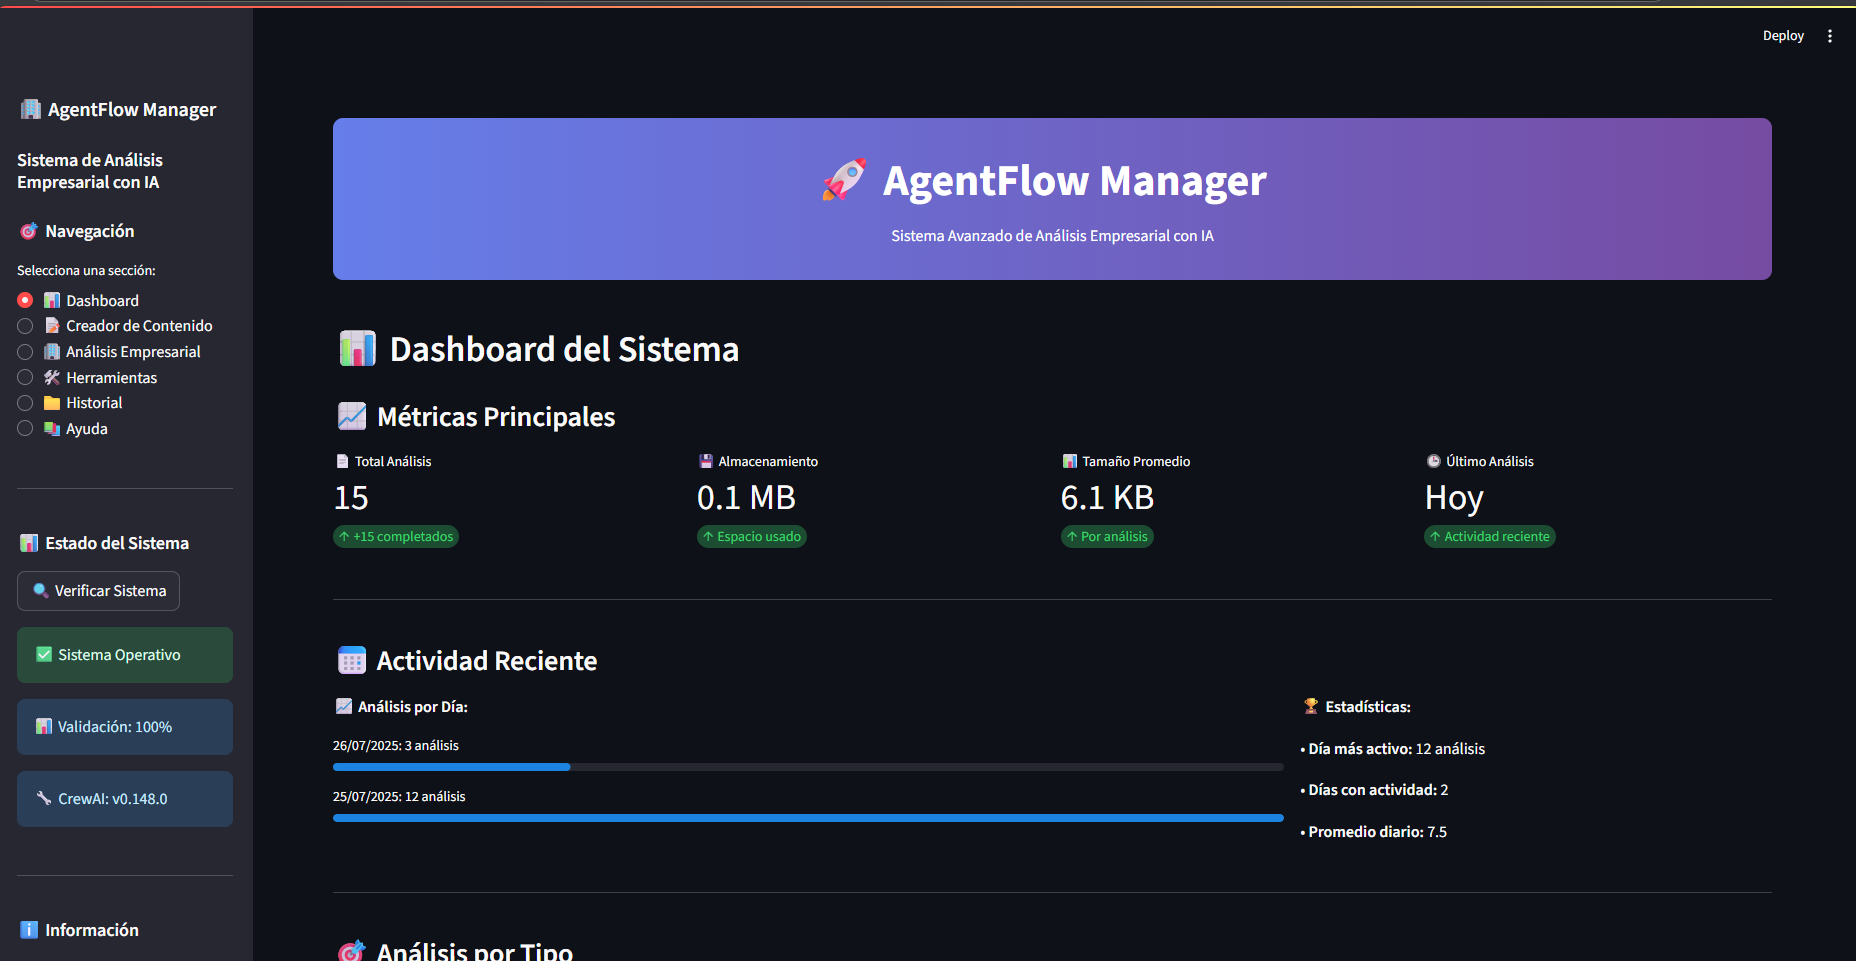 Deploy
AgentFlow Manager
Sistema de Análisis
Empresarial con IA
Navegación
Selecciona una sección:
Dashboard
Creador de Contenido
Análisis Empresarial
Herramientas
Historial
Ayuda
Estado del Sistema
Verificar Sistema
Sistema Operativo
Validación: 100%
CrewAI: v0.148.0
Información
AgentFlow Manager
Sistema Avanzado de Análisis Empresarial con IA
Dashboard del Sistema
Métricas Principales
Total Análisis
15
↑ +15 completados
Almacenamiento
0.1 MB
↑ Espacio usado
Tamaño Promedio
6.1 KB
↑ Por análisis
Último Análisis
Hoy
↑ Actividad reciente
Actividad Reciente
Análisis por Día:
26/07/2025: 3 análisis
25/07/2025: 12 análisis
Estadísticas:
• Día más activo: 12 análisis
• Días con actividad: 2
• Promedio diario: 7.5
Análisis por Tipo